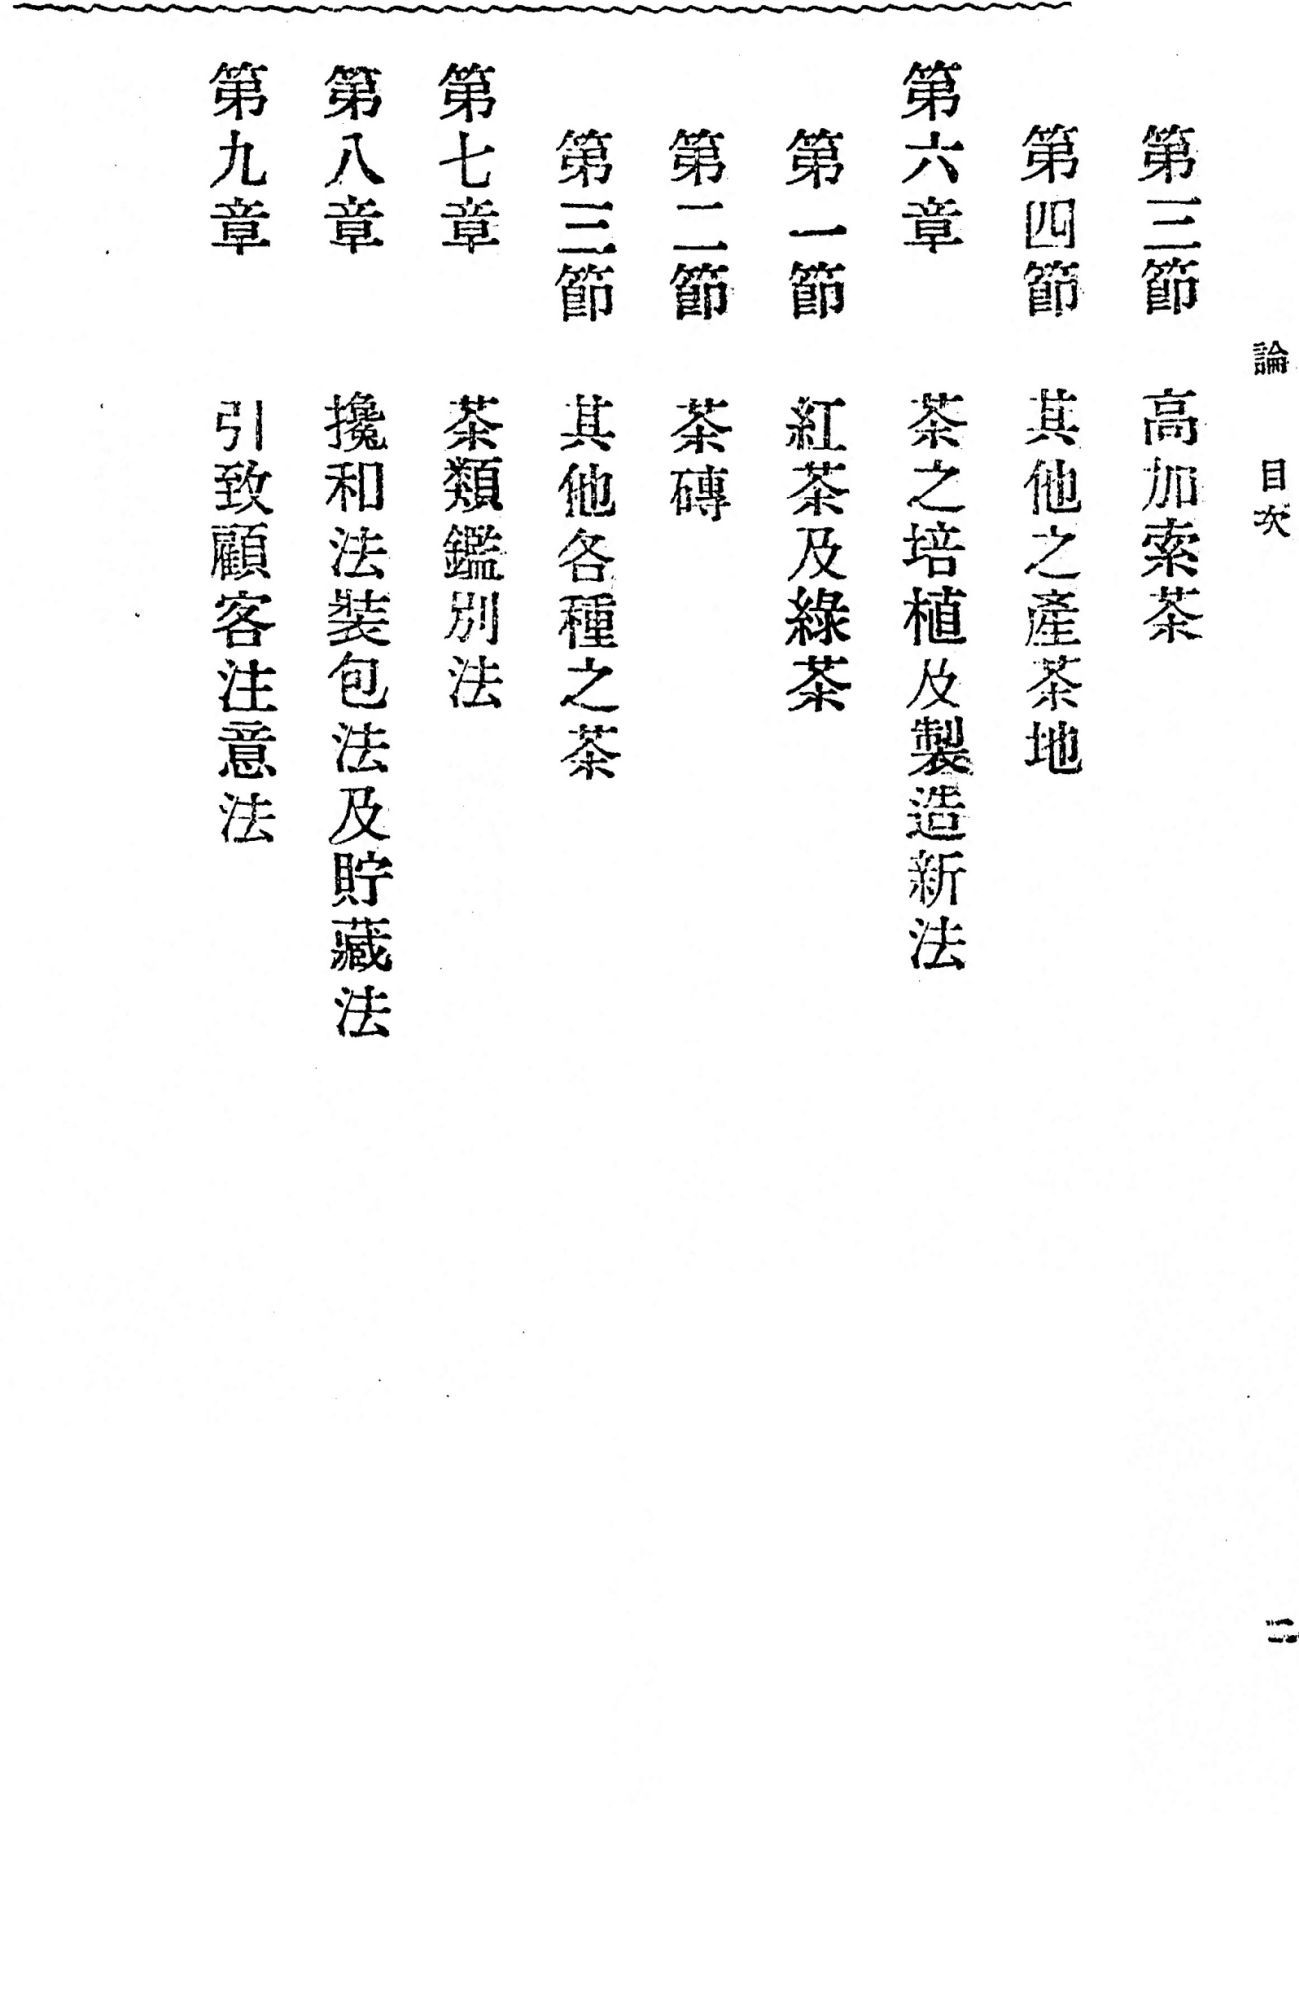 論　目次
第三節　高加索茶
第四節　其他之產茶地
第六章　茶之培植及製造新法
第一節　紅茶及綠茶
第二節　茶磚
第三節　其他各種之茶
第七章　茶類鑑別法
第八章　攙和法裝包法及貯藏法
第九章　引致顧客注意法